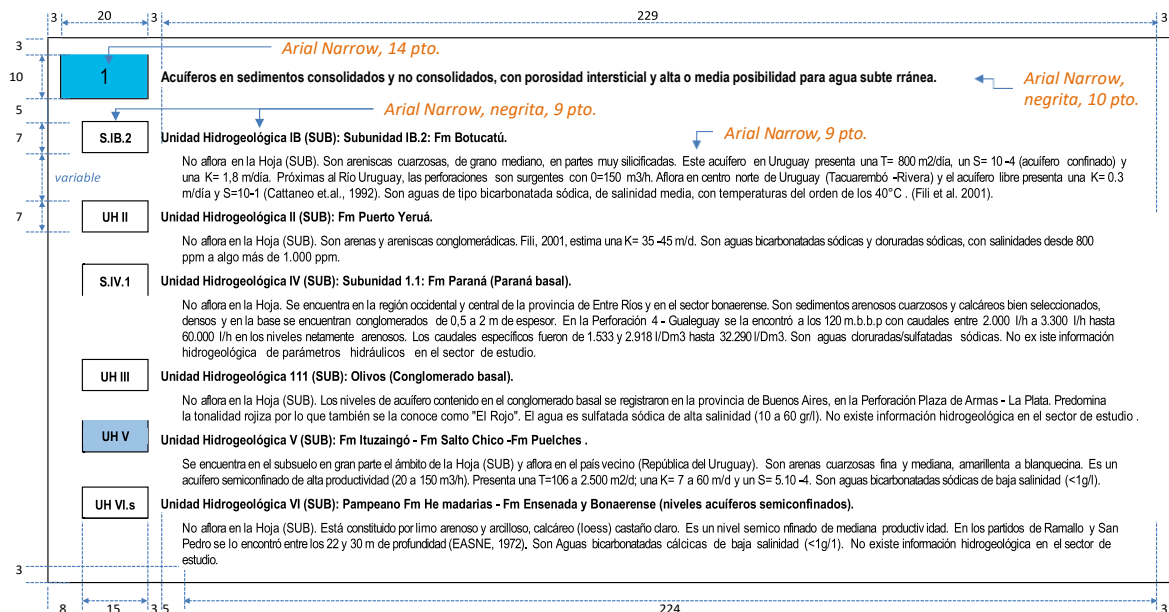 3 20 3 229 3
3
Arial Narrow, 14 pto.
10
1
Acuíferos en sedimentos consolidados y no consolidados, con porosidad intersticial y alta o media posibilidad para agua subte rránea.
Arial Narrow,
negrita, 10 pto.
5
Arial Narrow, negrita, 9 pto.
7
S.IB.2
Unidad Hidrogeológica IB (SUB): Subunidad IB.2: Fm Botucatú.
Arial Narrow, 9 pto.
No aflora en la Hoja (SUB). Son areniscas cuarzosas, de grano mediano, en partes muy silicificadas. Este acuífero en Uruguay presenta una T= 800 m2/día, un S= 10 -4 (acuífero confinado) y
variable
una K= 1,8 m/día. Próximas al Río Uruguay, las perforaciones son surgentes con 0=150 m3/h. Aflora en centro norte de Uruguay (Tacuarembó -Rivera) y el acuífero libre presenta una K= 0.3
m/día y S=10-1 (Cattaneo et.al., 1992). Son aguas de tipo bicarbonatada sódica, de salinidad media, con temperaturas del orden de los 40°C . (Fili et al. 2001).
7
UH II
Unidad Hidrogeológica II (SUB): Fm Puerto Yeruá.
No aflora en la Hoja (SUB). Son arenas y areniscas conglomerádicas. Fili, 2001, estima una K= 35 -45 m/d. Son aguas bicarbonatadas sódicas y cloruradas sódicas, con salinidades desde 800
ppm a algo más de 1.000 ppm.
S.IV.1
Unidad Hidrogeológica IV (SUB): Subunidad 1.1: Fm Paraná (Paraná basal).
No aflora en la Hoja. Se encuentra en la región occidental y central de la provincia de Entre Ríos y en el sector bonaerense. Son sedimentos arenosos cuarzosos y calcáreos bien seleccionados,
densos y en la base se encuentran conglomerados de 0,5 a 2 m de espesor. En la Perforación 4 - Gualeguay se la encontró a los 120 m.b.b.p con caudales entre 2.000 l/h a 3.300 l/h hasta
60.000 l/h en los niveles netamente arenosos. Los caudales específicos fueron de 1.533 y 2.918 l/Dm3 hasta 32.290 l/Dm3. Son aguas cloruradas/sulfatadas sódicas. No ex iste información
hidrogeológica de parámetros hidráulicos en el sector de estudio.
UH III
Unidad Hidrogeológica 111 (SUB): Olivos (Conglomerado basal).
No aflora en la Hoja (SUB). Los niveles de acuífero contenido en el conglomerado basal se registraron en la provincia de Buenos Aires, en la Perforación Plaza de Armas - La Plata. Predomina
la tonalidad rojiza por lo que también se la conoce como "El Rojo". El agua es sulfatada sódica de alta salinidad (10 a 60 gr/l). No existe información hidrogeológica en el sector de estudio .
UH V
Unidad Hidrogeológica V (SUB): Fm Ituzaingó - Fm Salto Chico -Fm Puelches .
Se encuentra en el subsuelo en gran parte el ámbito de la Hoja (SUB) y aflora en el país vecino (República del Uruguay). Son arenas cuarzosas fina y mediana, amarillenta a blanquecina. Es un
acuífero semiconfinado de alta productividad (20 a 150 m3/h). Presenta una T=106 a 2.500 m2/d; una K= 7 a 60 m/d y un S= 5.10 -4. Son aguas bicarbonatadas sódicas de baja salinidad (<1g/l).
UH VI.s
Unidad Hidrogeológica VI (SUB): Pampeano Fm He madarias - Fm Ensenada y Bonaerense (niveles acuíferos semiconfinados).
No aflora en la Hoja (SUB). Está constituido por limo arenoso y arcilloso, calcáreo (loess) castaño claro. Es un nivel semico nfinado de mediana productiv idad. En los partidos de Ramallo y San
Pedro se lo encontró entre los 22 y 30 m de profundidad (EASNE, 1972). Son Aguas bicarbonatadas cálcicas de baja salinidad (<1g/1). No existe información hidrogeológica en el sector de
estudio.
3
8 15 3 5 224 3